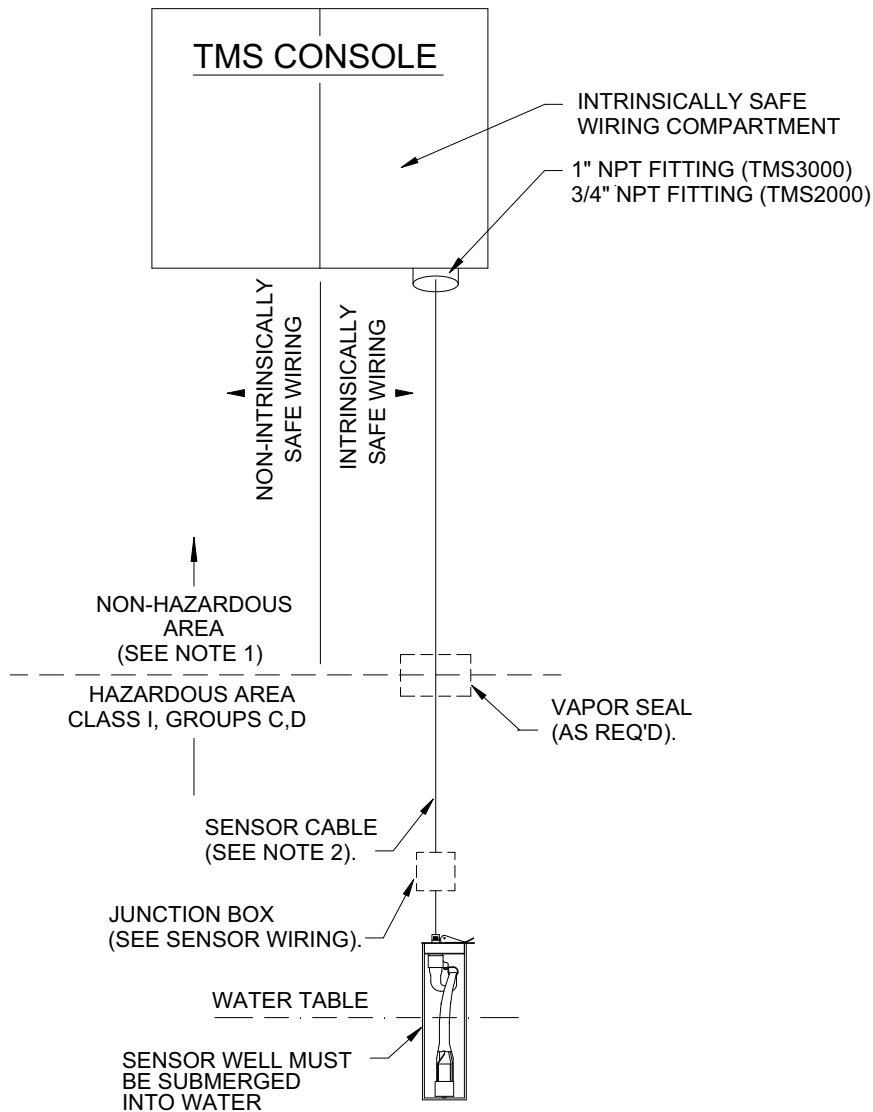 TMS CONSOLE
INTRINSICALLY SAFE
WIRING COMPARTMENT
1" NPT FITTING (TMS3000)
3/4" NPT FITTING (TMS2000)
NON-INTRINSICALLY
SAFE WIRING
INTRINSICALLY
SAFE WIRING
NON-HAZARDOUS
AREA
(SEE NOTE 1)
HAZARDOUS AREA
CLASS I, GROUPS C,D
VAPOR SEAL
(AS REQ'D).
SENSOR CABLE
(SEE NOTE 2).
JUNCTION BOX
(SEE SENSOR WIRING).
WATER TABLE
SENSOR WELL MUST
BE SUBMERGED
INTO WATER